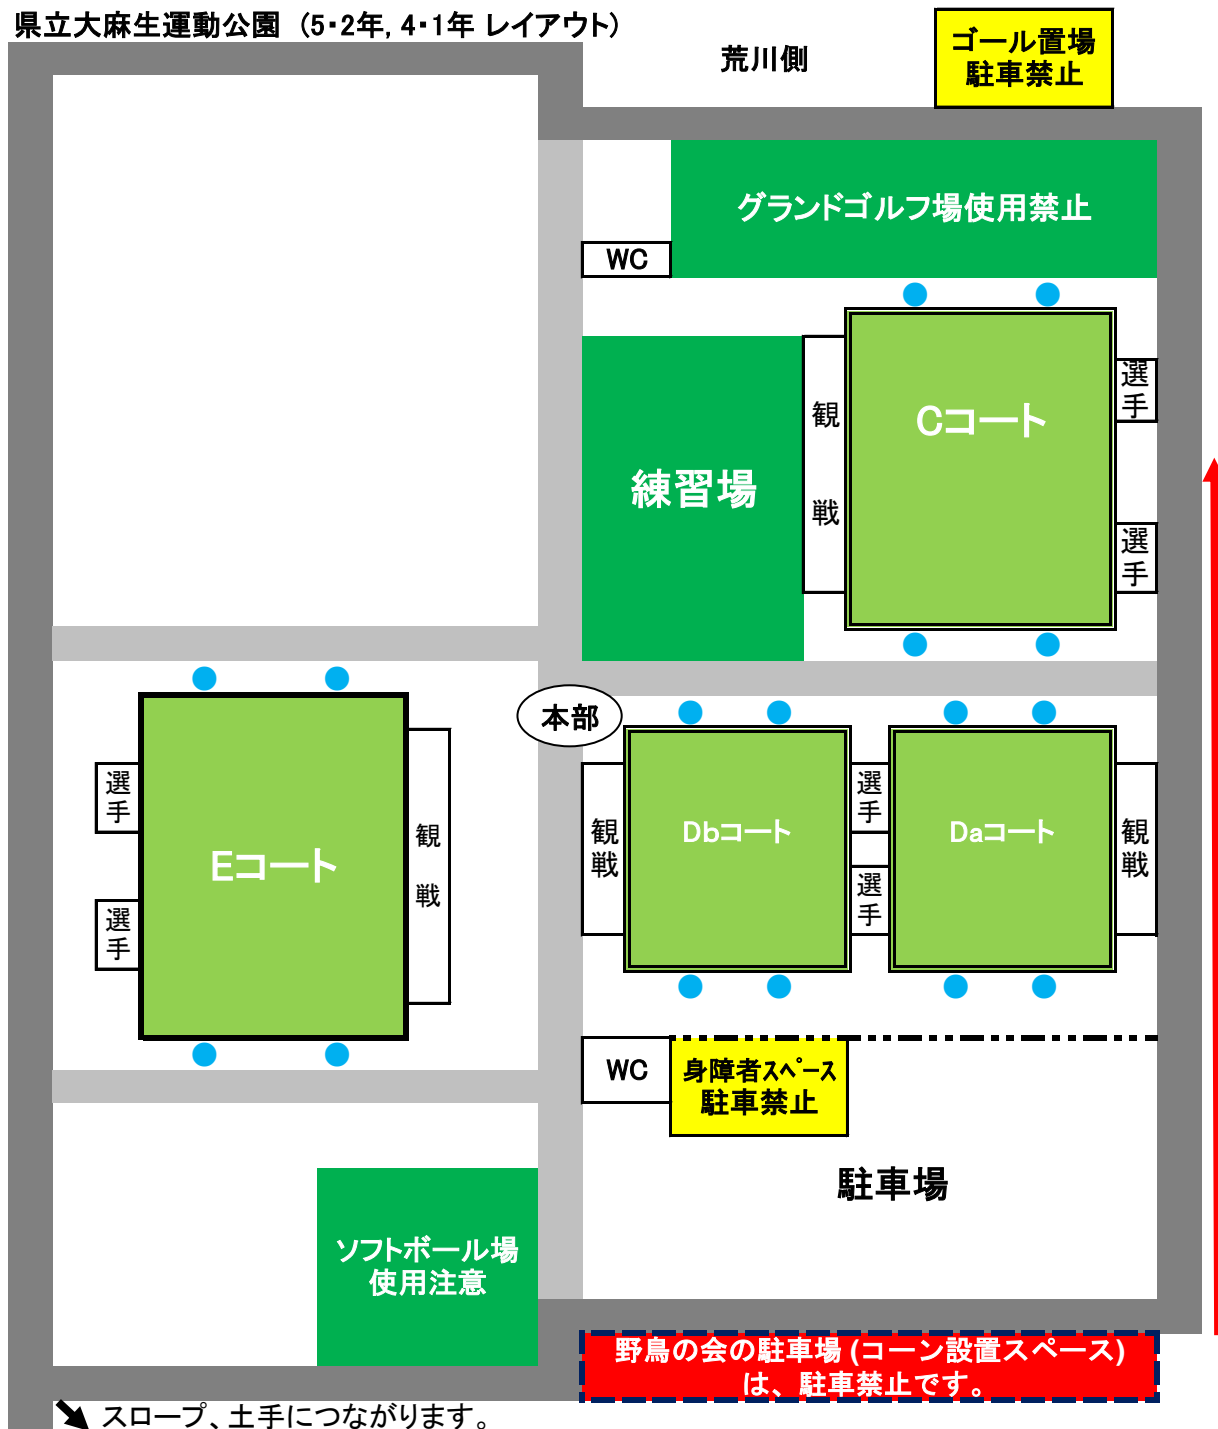 県立大麻生運動公園 (5・2年, 4・1年 レイアウト)
荒川側
ゴール置場
駐車禁止
グランドゴルフ場使用禁止
WC
Cコート
選手
観戦
練習場
選手
本部
選手
観戦
Eコート
選手
観戦
Dbコート
選手
選手
Daコート
観戦
WC
身障者スペース
駐車禁止
駐車場
ソフトボール場
使用注意
野鳥の会の駐車場 (コーン設置スペース)
は、駐車禁止です。
スロープ、土手につながります。